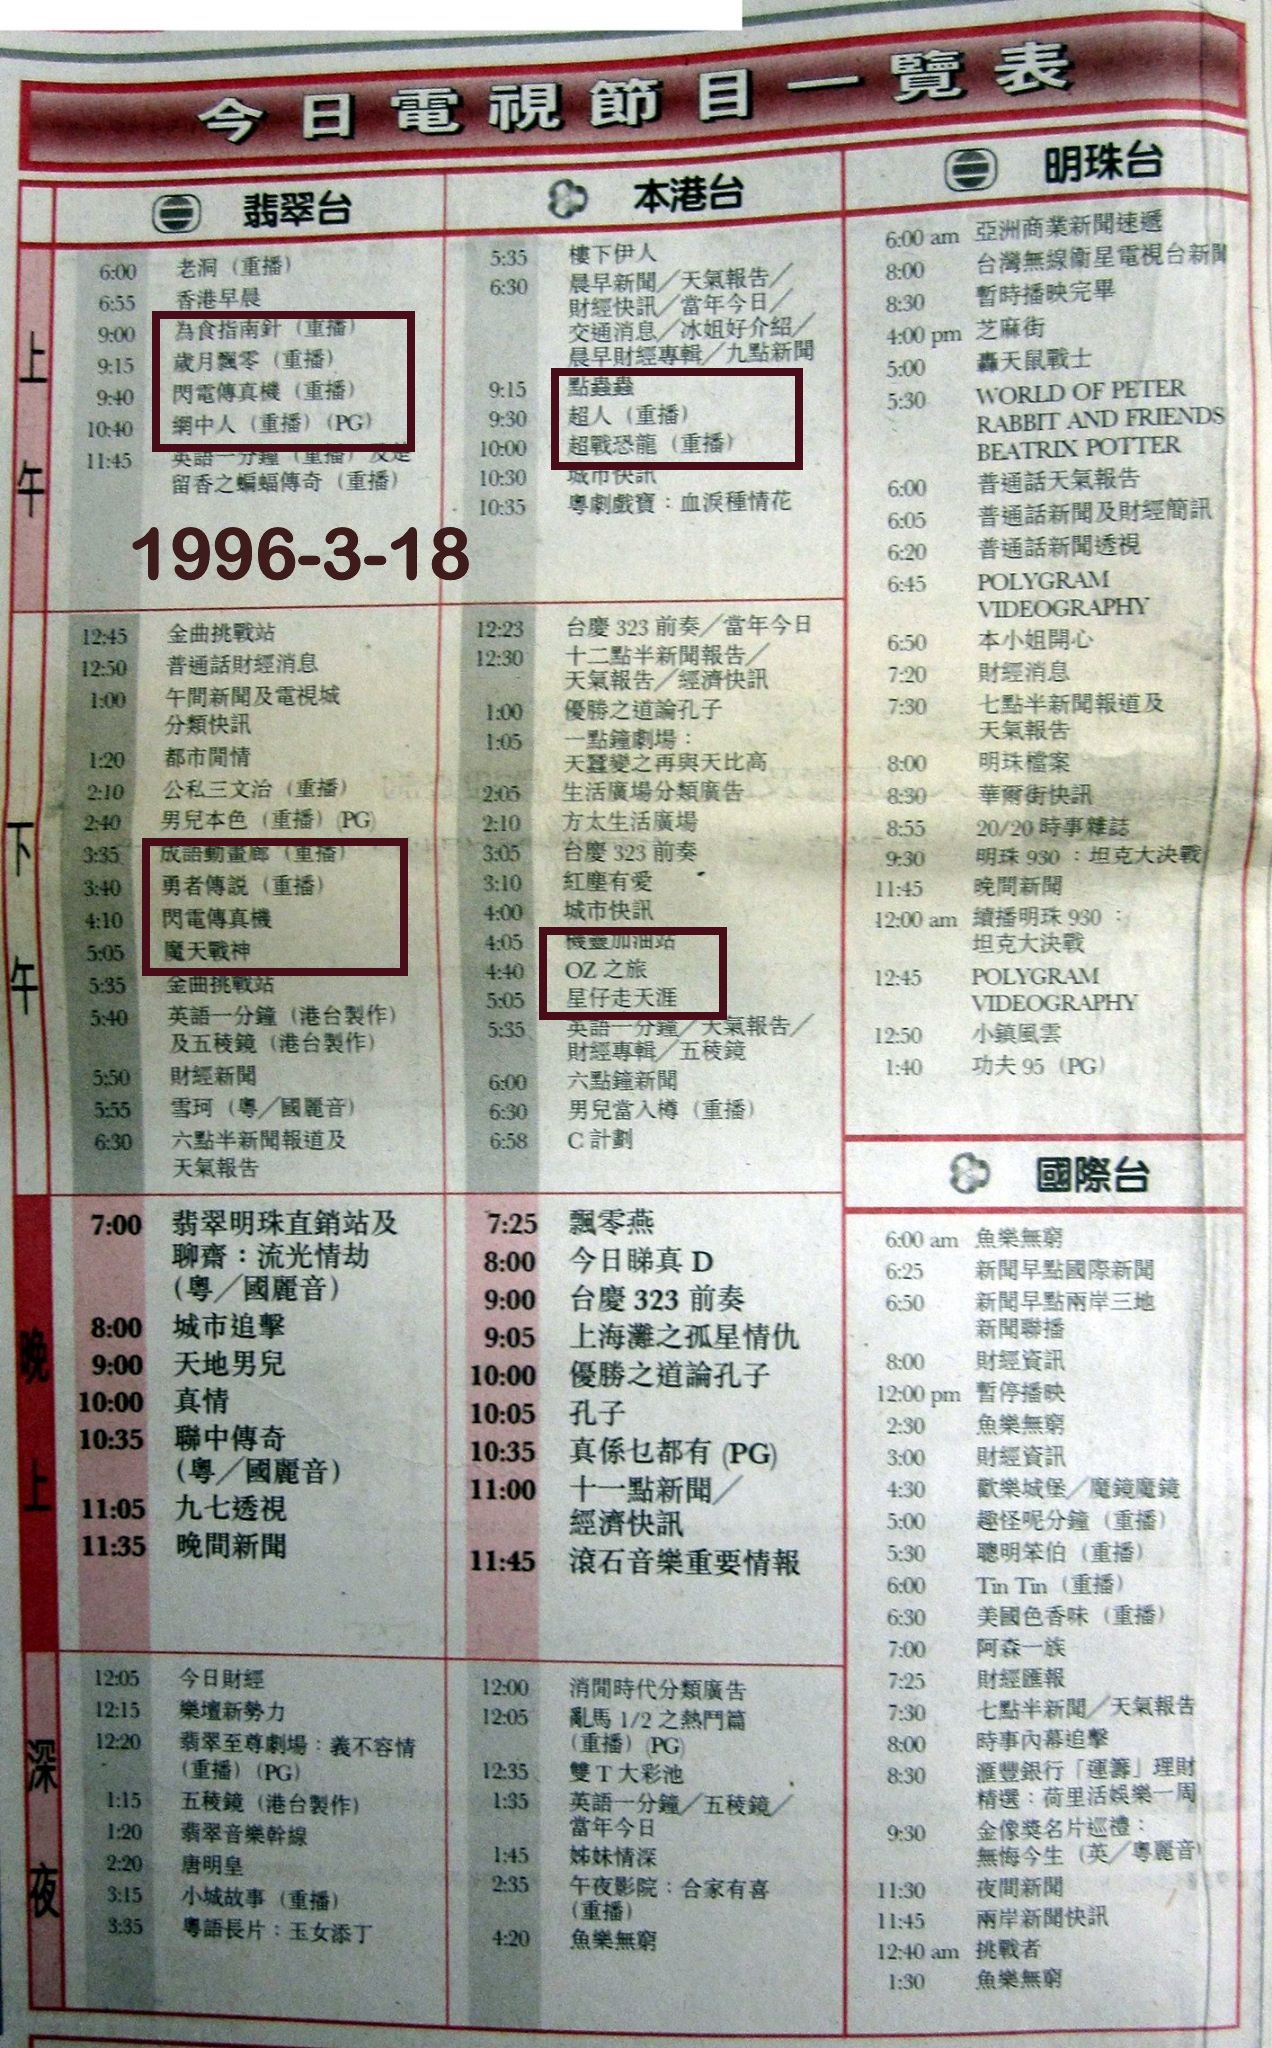 今日電視節目一覽表
翡翠台
上午
6:00 老洞（重播）
6:55 香港早晨
9:00 為食指南針（重播）
9:15 歲月飄零（重播）
9:40 閃電傳真機（重播）
10:40 網中人（重播）(PG)
11:45 英語一分鐘（重播）及楚
留香之蝙蝠傳奇（重播）
1996-3-18
下午
12:45 金曲挑戰站
12:50 普通話財經消息
1:00 午間新聞及電視城
分類快訊
1:20 都市閒情
2:10 公私三文治（重播）
2:40 男兒本色（重播）(PG)
3:35 成語動畫廊（重播）
3:40 勇者傳説（重播）
4:10 閃電傳真機
5:05 魔天戰神
5:35 金曲挑戰站
5:40 英語一分鐘（港台製作）
及五稜鏡（港台製作）
5:50 財經新聞
5:55 雪珂（粵／國麗音）
6:30 六點半新聞報道及
天氣報告
晚上
7:00 翡翠明珠直銷站及
聊齋：流光情劫
（粵／國麗音）
8:00 城市追擊
9:00 天地男兒
10:00 真情
10:35 聯中傳奇
（粵／國麗音）
11:05 九七透視
11:35 晚間新聞
深夜
12:05 今日財經
12:15 樂壇新勢力
12:20 翡翠至尊劇場：義不容情
（重播）(PG)
1:15 五稜鏡（港台製作）
1:20 翡翠音樂幹線
2:20 唐明皇
3:15 小城故事（重播）
3:35 粵語長片：玉女添丁
本港台
5:35 樓下伊人
6:30 晨早新聞／天氣報告／
財經快訊／當年今日／
交通消息／冰姐好介紹／
晨早財經專輯／九點新聞
9:15 點蟲蟲
9:30 超人（重播）
10:00 超戰恐龍（重播）
10:30 城市快訊
10:35 粵劇戲寶：血淚種情花
12:23 台慶 323 前奏／當年今日
12:30 十二點半新聞報告／
天氣報告／經濟快訊
1:00 優勝之道論孔子
1:05 一點鐘劇場：
天蠶變之再與天比高
2:05 生活廣場分類廣告
2:10 方太生活廣場
3:05 台慶 323 前奏
3:10 紅塵有愛
4:00 城市快訊
4:05 機靈加油站
4:40 OZ 之旅
5:05 星仔走天涯
5:35 英語一分鐘／天氣報告／
財經專輯／五稜鏡
6:00 六點鐘新聞
6:30 男兒當入樽（重播）
6:58 C 計劃
7:25 飄零燕
8:00 今日睇真 D
9:00 台慶 323 前奏
9:05 上海灘之孤星情仇
10:00 優勝之道論孔子
10:05 孔子
10:35 真係乜都有 (PG)
11:00 十一點新聞／
經濟快訊
11:45 滾石音樂重要情報
12:00 消閒時代分類廣告
12:05 亂馬 1/2 之熱門篇
（重播）(PG)
12:35 雙 T 大彩池
1:35 英語一分鐘／五稜鏡／
當年今日
1:45 姊妹情深
2:35 午夜影院：合家有喜
（重播）
4:20 魚樂無窮
明珠台
6:00 am 亞洲商業新聞速遞
8:00 台灣無線衛星電視台新聞
8:30 暫時播映完畢
4:00 pm 芝麻街
5:00 轟天鼠戰士
5:30 WORLD OF PETER
RABBIT AND FRIENDS
BEATRIX POTTER
6:00 普通話天氣報告
6:05 普通話新聞及財經簡訊
6:20 普通話新聞透視
6:45 POLYGRAM
VIDEOGRAPHY
6:50 本小姐開心
7:20 財經消息
7:30 七點半新聞報道及
天氣報告
8:00 明珠檔案
8:30 華爾街快訊
8:55 20/20 時事雜誌
9:30 明珠 930：坦克大決戰
11:45 晚間新聞
12:00 am 續播明珠 930：
坦克大決戰
12:45 POLYGRAM
VIDEOGRAPHY
12:50 小鎮風雲
1:40 功夫 95 (PG)
國際台
6:00 am 魚樂無窮
6:25 新聞早點國際新聞
6:50 新聞早點兩岸三地
新聞聯播
8:00 財經資訊
12:00 pm 暫停播映
2:30 魚樂無窮
3:00 財經資訊
4:30 歡樂城堡／魔鏡魔鏡
5:00 趣怪呢分鐘（重播）
5:30 聰明笨伯（重播）
6:00 Tin Tin（重播）
6:30 美國色香味（重播）
7:00 阿森一族
7:25 財經匯報
7:30 七點半新聞／天氣報告
8:00 時事內幕追擊
8:30 滙豐銀行「運籌」理財
精選：荷里活娛樂一周
9:30 金像獎名片巡禮：
無悔今生（英／粵麗音）
11:30 夜間新聞
11:45 兩岸新聞快訊
12:40 am 挑戰者
1:30 魚樂無窮